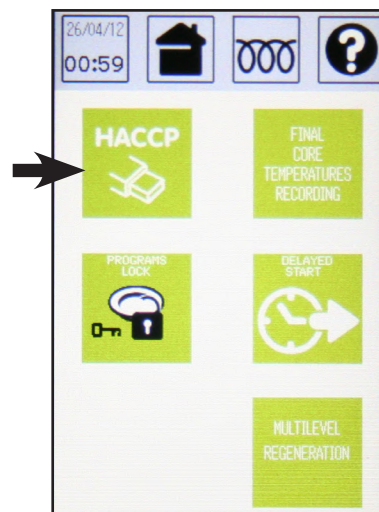 26/04/12
00:59
?
HACCP
FINAL
CORE
TEMPERATURES
RECORDING
PROGRAMS
LOCK
DELAYED
START
MULTILEVEL
REGENERATION